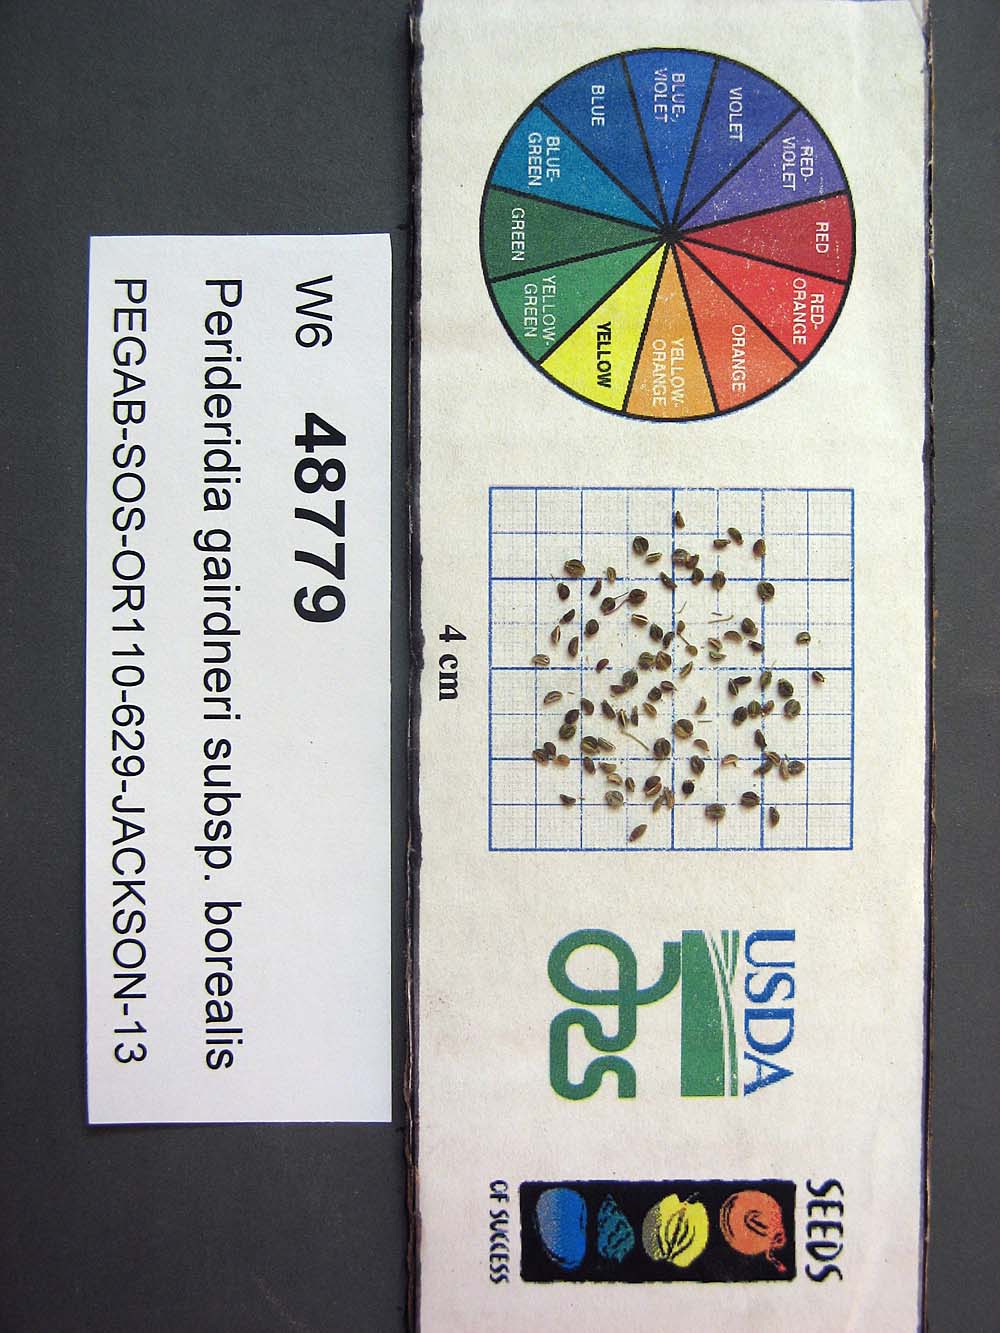 RED-
VIOLET
RED
RED-
ORANGE
VIOLET
ORANGE
BLUE-
VIOLET
YELLOW-
ORANGE
BLUE
YELLOW
BLUE-
GREEN
YELLOW-
GREEN
GREEN
4 cm
USDA
ars
SEEDS
OF SUCCESS
W6 48779
Perideridia gairdneri subsp. borealis
PEGAB-SOS-OR110-629-JACKSON-13